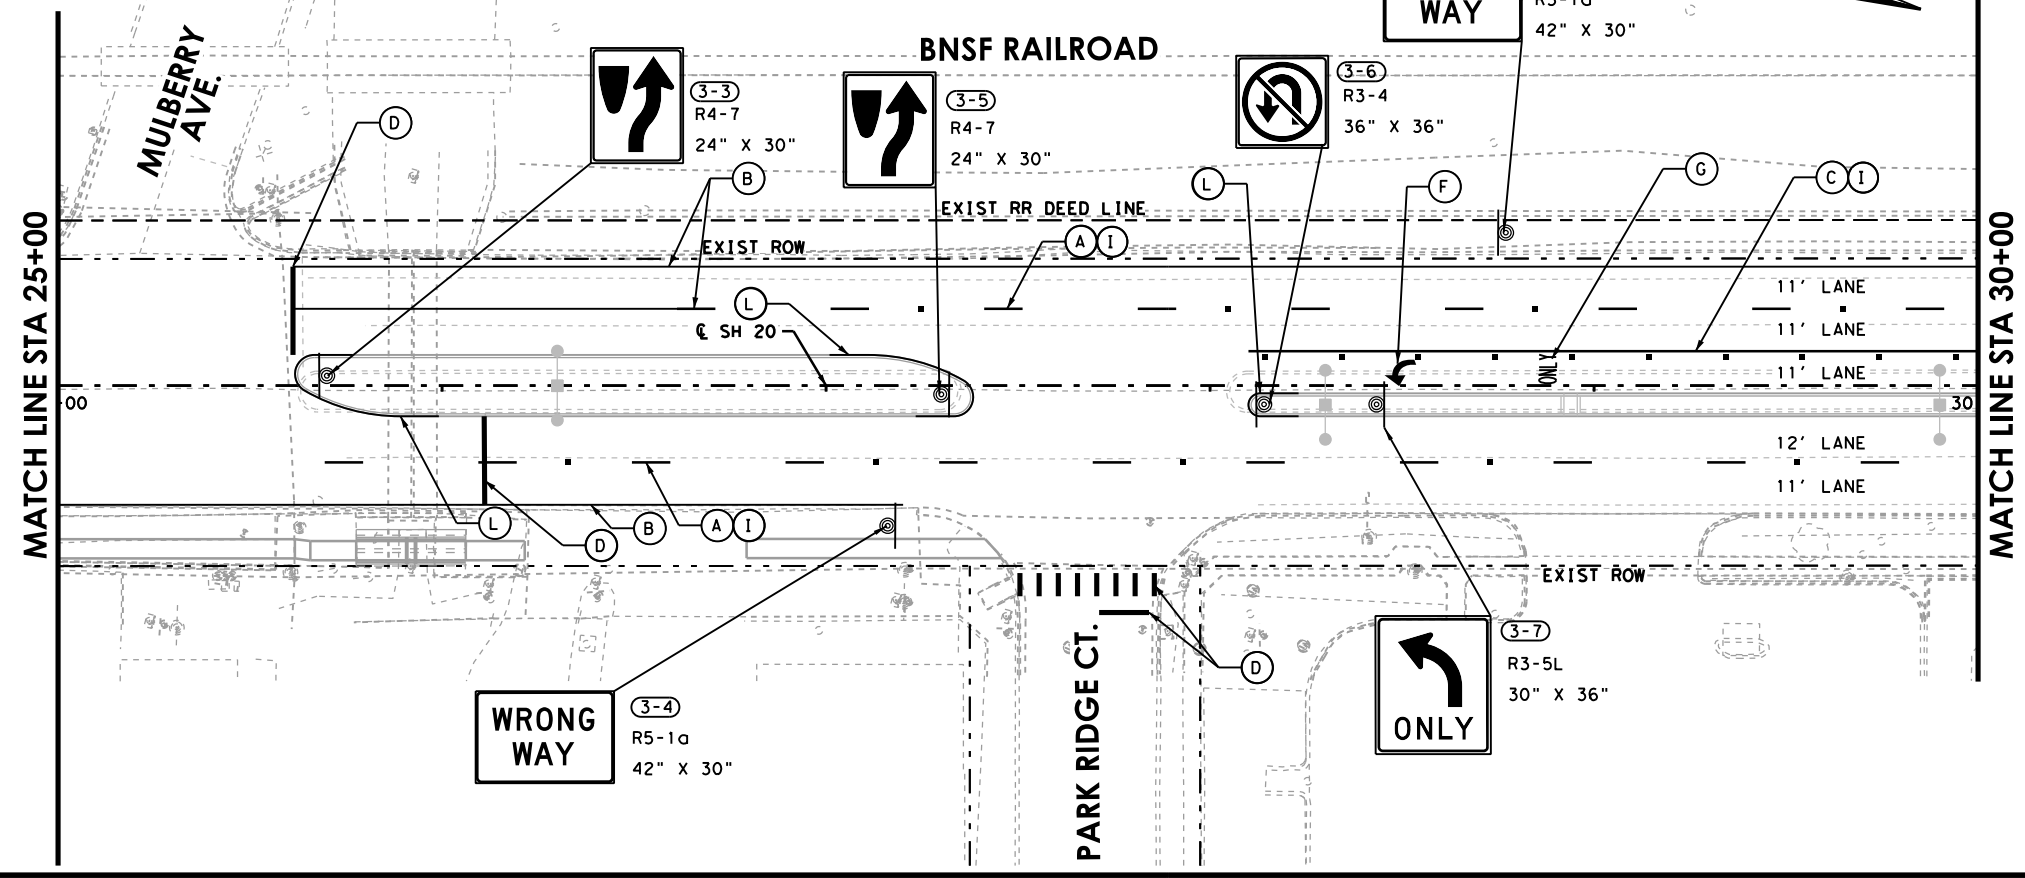 WAY
R5-1a
42" X 30"
BNSF RAILROAD
MULBERRY
AVE.
3-3
R4-7
24" X 30"
3-5
R4-7
24" X 30"
3-6
R3-4
36" X 36"
D
B
L
F
G
C I
EXIST RR DEED LINE
EXIST ROW
A I
L
℄ SH 20
11' LANE
11' LANE
11' LANE
12' LANE
11' LANE
ONLY
00
30
MATCH LINE STA 25+00
MATCH LINE STA 30+00
L
D
B
A I
EXIST ROW
D
WRONG
WAY
3-4
R5-1a
42" X 30"
PARK RIDGE CT.
ONLY
3-7
R3-5L
30" X 36"